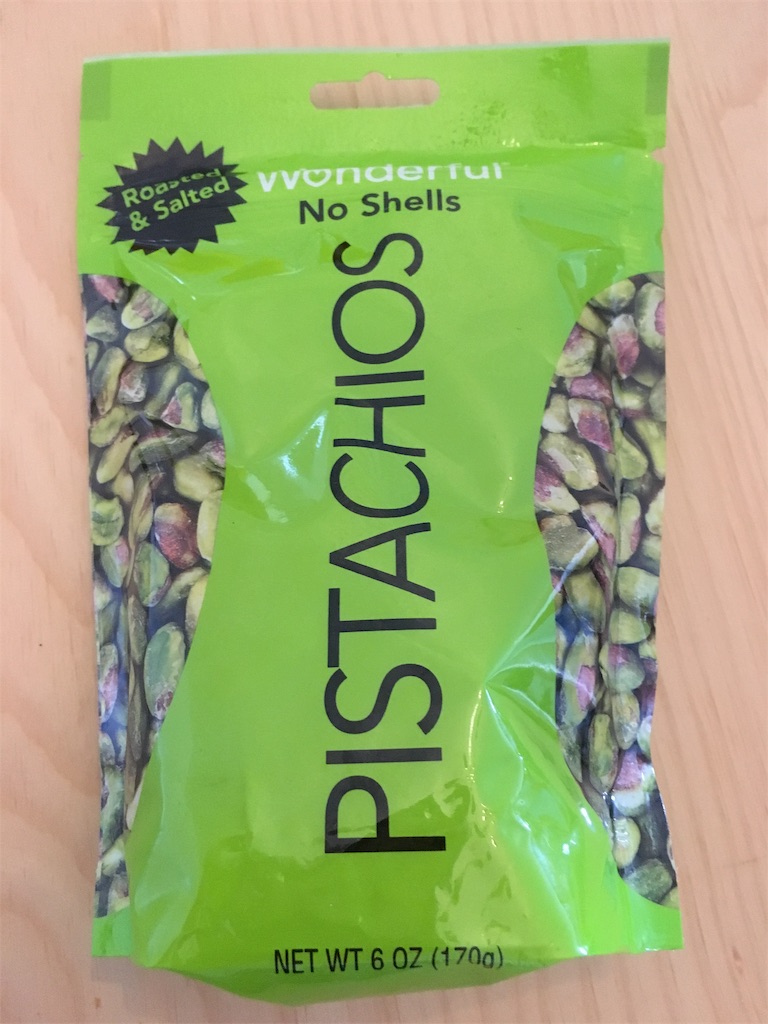 Roasted
& Salted
Wonderful
No Shells
PISTACHIOS
NET WT 6 OZ (170g)